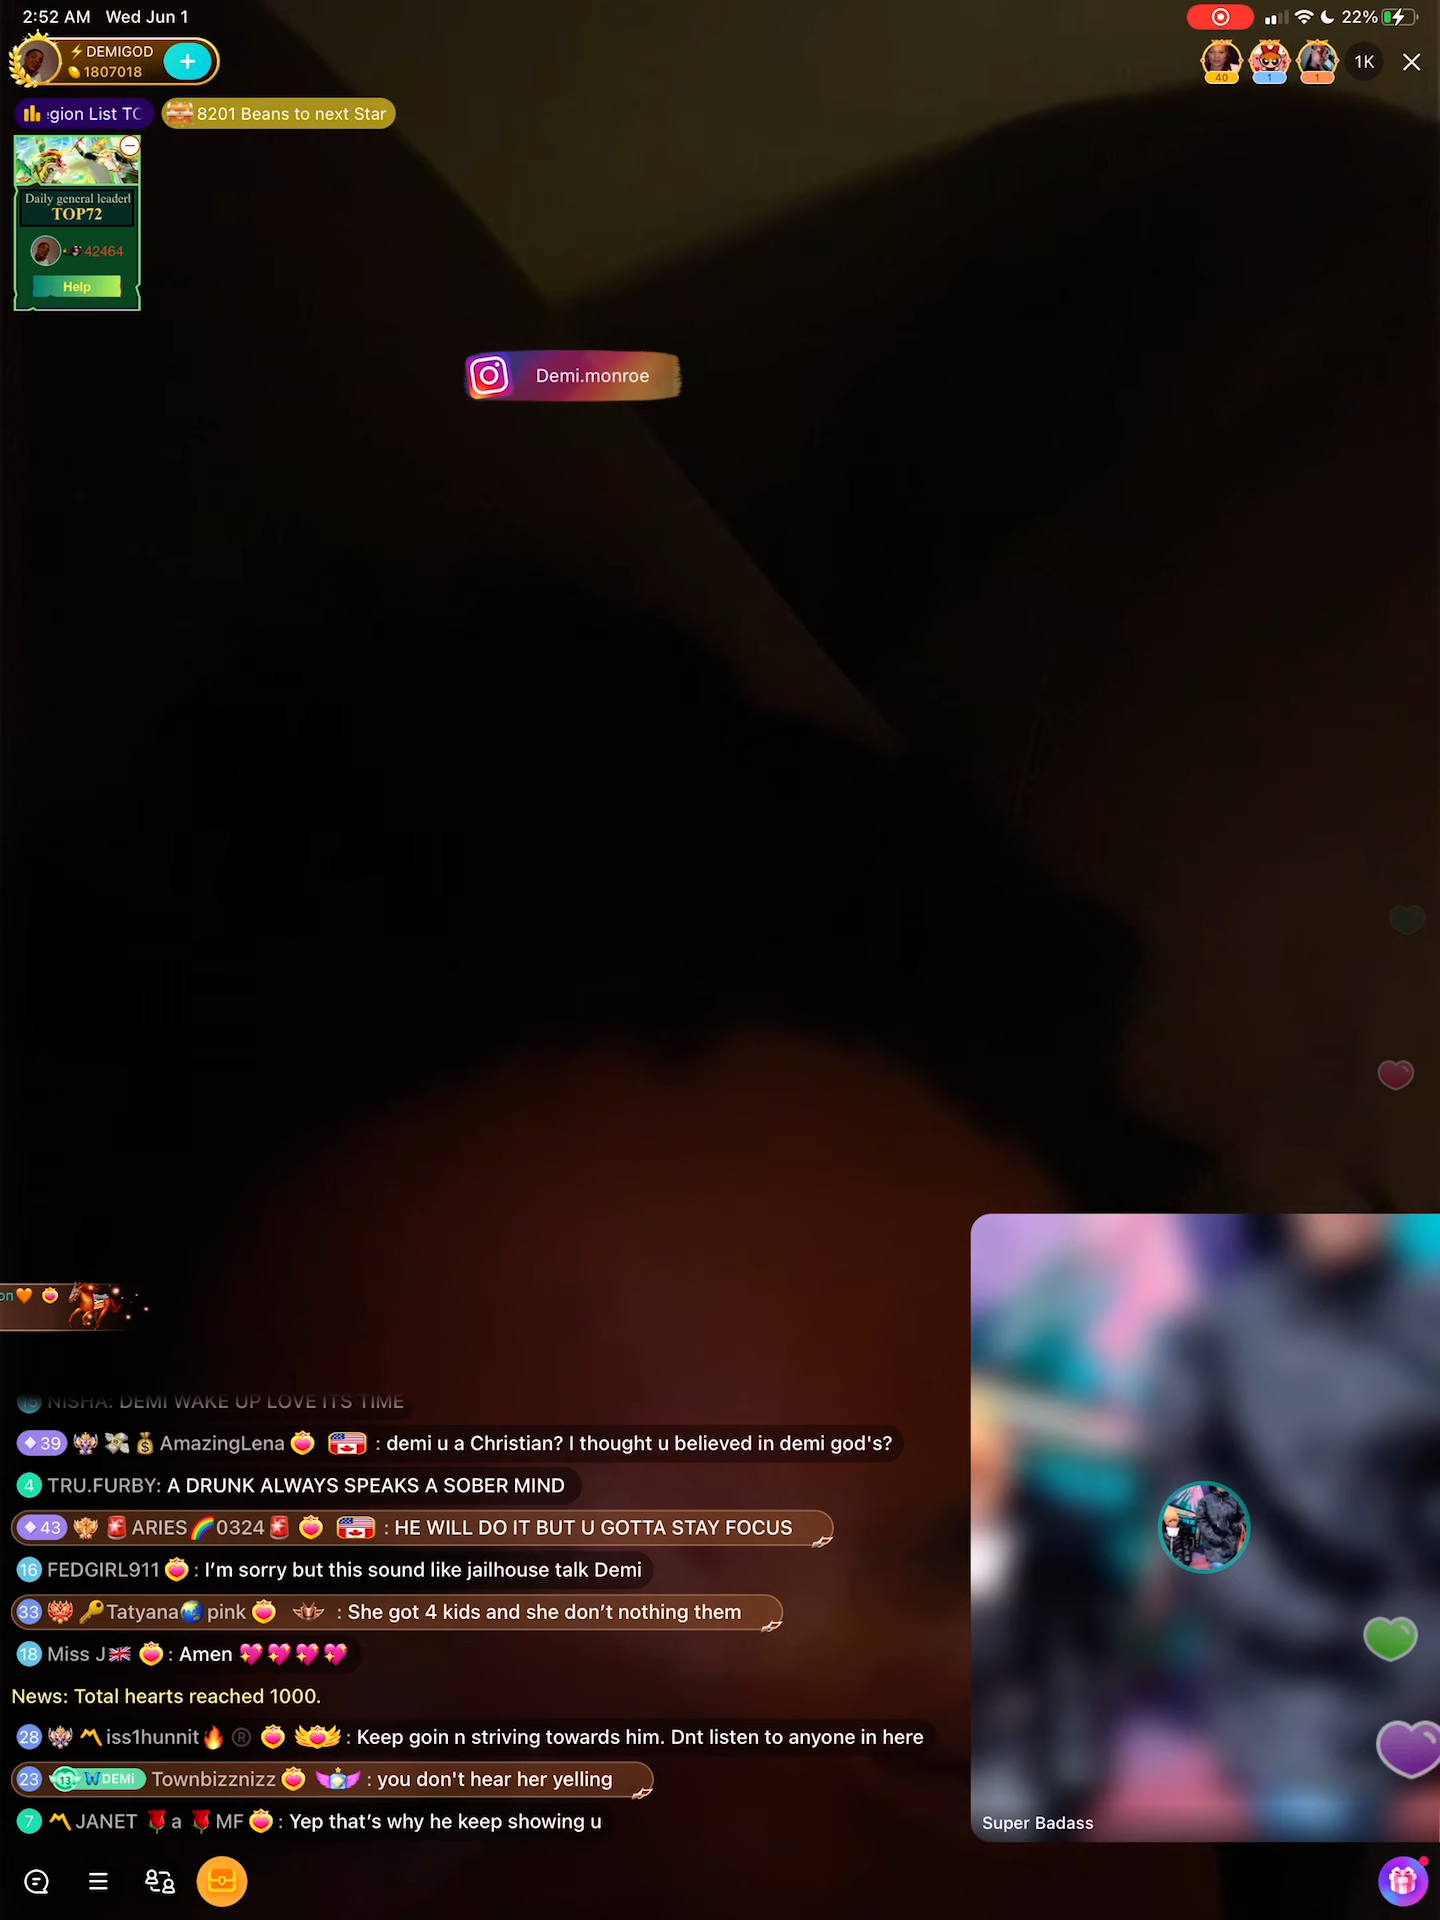 2:52 AM Wed Jun 1
22%
⚡DEMIGOD
1807018
40
1
1
1K
gion List TO
8201 Beans to next Star
Daily general leaderl
TOP72
42464
Help
Demi.monroe
on🧡
15 NISHA: DEMI WAKE UP LOVE ITS TIME
39 💸💰AmazingLena : demi u a Christian? I thought u believed in demi god's?
4 TRU.FURBY: A DRUNK ALWAYS SPEAKS A SOBER MIND
43 🚨ARIES🌈0324🚨 : HE WILL DO IT BUT U GOTTA STAY FOCUS
16 FEDGIRL911 : I'm sorry but this sound like jailhouse talk Demi
33 🔑Tatyana🌏pink : She got 4 kids and she don't nothing them
18 Miss J🇬🇧 : Amen 💖💖💖💖
News: Total hearts reached 1000.
28 〽️iss1hunnit🔥®️ : Keep goin n striving towards him. Dnt listen to anyone in here
23 13 🦋DEMi Townbizznizz : you don't hear her yelling
7 〽️JANET 🌹a 🌹MF : Yep that's why he keep showing u
Super Badass